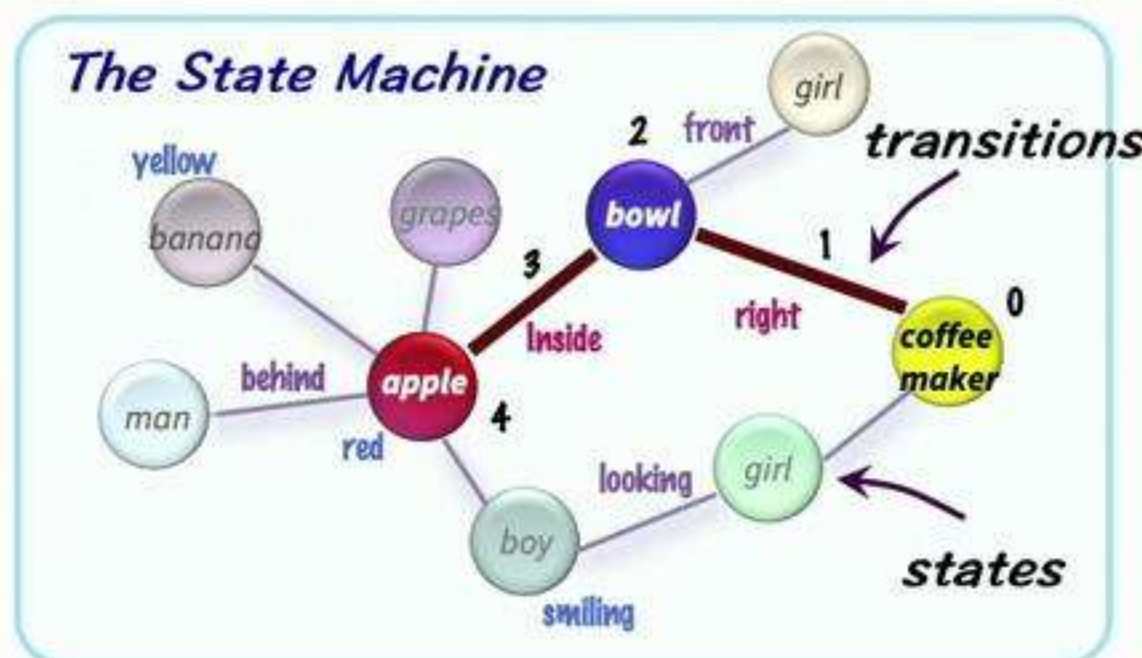 The State Machine
girl
front
2
transitions
yellow
grapes
bowl
banana
1
3
0
right
Inside
coffee
maker
behind
apple
man
4
red
looking
girl
boy
states
smiling